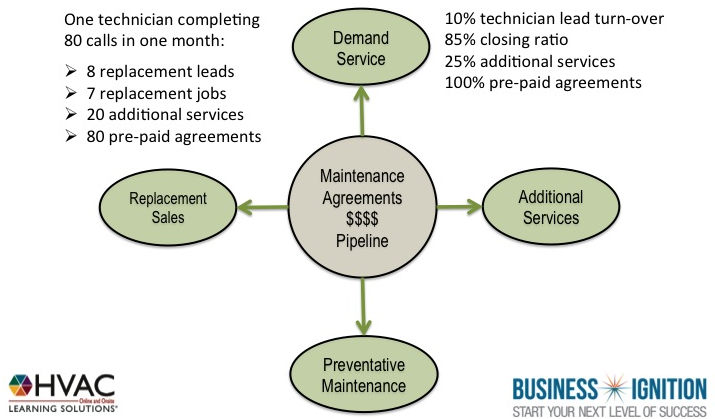 One technician completing
80 calls in one month:
➢ 8 replacement leads
➢ 7 replacement jobs
➢ 20 additional services
➢ 80 pre-paid agreements
Demand
Service
10% technician lead turn-over
85% closing ratio
25% additional services
100% pre-paid agreements
Replacement
Sales
Maintenance
Agreements
$$$$
Pipeline
Additional
Services
Preventative
Maintenance
HVAC
Online and Onsite
LEARNING SOLUTIONS®
BUSINESS IGNITION
START YOUR NEXT LEVEL OF SUCCESS